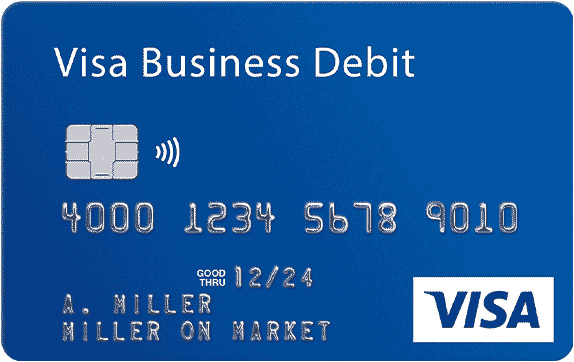 Visa Business Debit
4000 1234 5678 9010
GOOD THRU 12/24
A. MILLER
MILLER ON MARKET
VISA